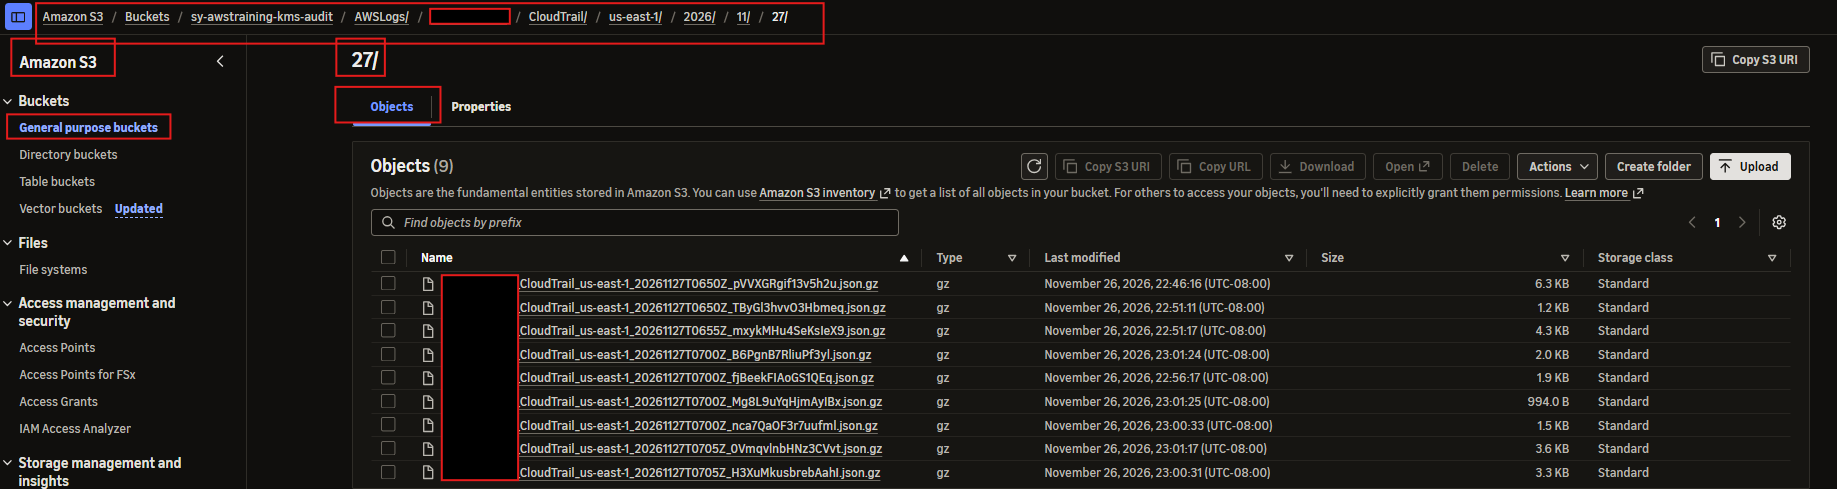 Amazon S3 / Buckets / sy-awstraining-kms-audit / AWSLogs/ / / CloudTrail/ / us-east-1/ / 2026/ / 11/ / 27/
Amazon S3
Buckets
General purpose buckets
Directory buckets
Table buckets
Vector buckets Updated
Files
File systems
Access management and
security
Access Points
Access Points for FSx
Access Grants
IAM Access Analyzer
Storage management and
insights
27/
Copy S3 URI
Objects Properties
Objects (9)
Copy S3 URI Copy URL Download Open Delete Actions Create folder Upload
Objects are the fundamental entities stored in Amazon S3. You can use Amazon S3 inventory to get a list of all objects in your bucket. For others to access your objects, you'll need to explicitly grant them permissions. Learn more
Find objects by prefix
1
Name Type Last modified Size Storage class
_CloudTrail_us-east-1_20261127T0650Z_pVVXGRgif13v5h2u.json.gz gz November 26, 2026, 22:46:16 (UTC-08:00) 6.3 KB Standard
_CloudTrail_us-east-1_20261127T0650Z_TByGl3hvvO3Hbmeq.json.gz gz November 26, 2026, 22:51:11 (UTC-08:00) 1.2 KB Standard
_CloudTrail_us-east-1_20261127T0655Z_mxykMHu4SeKsIeX9.json.gz gz November 26, 2026, 22:51:17 (UTC-08:00) 4.3 KB Standard
_CloudTrail_us-east-1_20261127T0700Z_B6PgnB7RliuPf3yl.json.gz gz November 26, 2026, 23:01:24 (UTC-08:00) 2.0 KB Standard
_CloudTrail_us-east-1_20261127T0700Z_fjBeekFIAoGS1QEq.json.gz gz November 26, 2026, 22:56:17 (UTC-08:00) 1.9 KB Standard
_CloudTrail_us-east-1_20261127T0700Z_Mg8L9uYqHjmAyIBx.json.gz gz November 26, 2026, 23:01:25 (UTC-08:00) 994.0 B Standard
_CloudTrail_us-east-1_20261127T0700Z_nca7QaOF3r7uufml.json.gz gz November 26, 2026, 23:00:33 (UTC-08:00) 1.5 KB Standard
_CloudTrail_us-east-1_20261127T0705Z_0VmqvlnbHNz3CVvt.json.gz gz November 26, 2026, 23:01:17 (UTC-08:00) 3.6 KB Standard
_CloudTrail_us-east-1_20261127T0705Z_H3XuMkusbrebAahI.json.gz gz November 26, 2026, 23:00:31 (UTC-08:00) 3.3 KB Standard